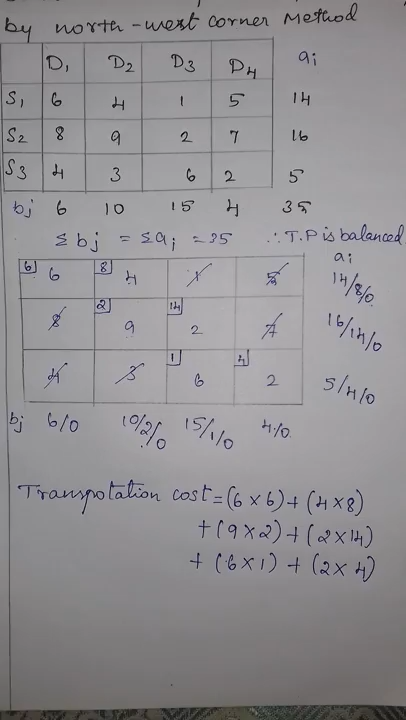 by north-west corner Method
D1 D2 D3 D4 ai
S1 6 4 1 5 14
S2 8 9 2 7 16
S3 4 3 6 2 5
bj 6 10 15 4 35
Σbj = Σai = 35 ∴ T.P is balanced
ai
6 6 8 4 1 5 14/8/0
8 2 9 14 2 7 16/14/0
4 3 1 6 4 2 5/4/0
bj 6/0 10/2/0 15/1/0 4/0
Transpotation cost = (6×6) + (4×8)
+ (9×2) + (2×14)
+ (6×1) + (2×4)